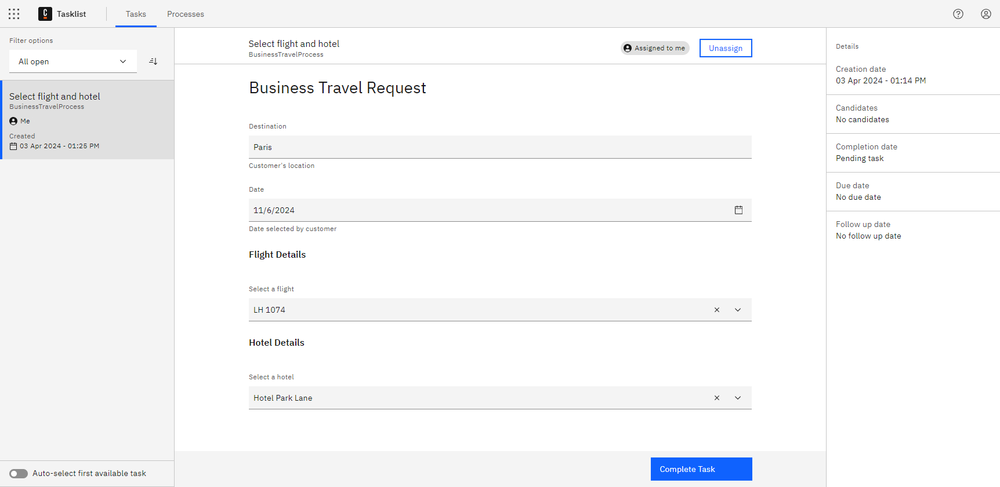 C Tasklist Tasks Processes
Filter options
All open
Select flight and hotel
BusinessTravelProcess
Me
Created
03 Apr 2024 - 01:25 PM
Auto-select first available task
Select flight and hotel
BusinessTravelProcess
Assigned to me
Unassign
Business Travel Request
Destination
Paris
Customer's location
Date
11/6/2024
Date selected by customer
Flight Details
Select a flight
LH 1074
Hotel Details
Select a hotel
Hotel Park Lane
Complete Task
Details
Creation date
03 Apr 2024 - 01:14 PM
Candidates
No candidates
Completion date
Pending task
Due date
No due date
Follow up date
No follow up date